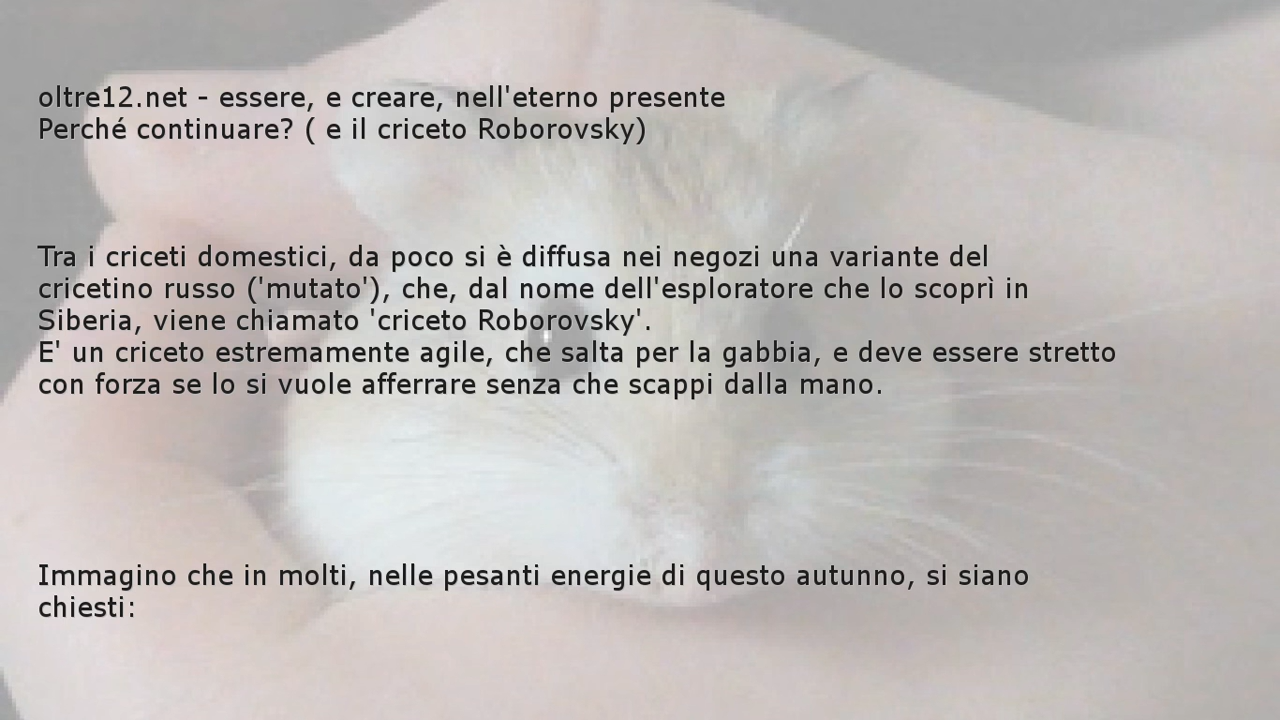 oltre12.net - essere, e creare, nell'eterno presente
Perché continuare? ( e il criceto Roborovsky)
Tra i criceti domestici, da poco si è diffusa nei negozi una variante del
cricetino russo ('mutato'), che, dal nome dell'esploratore che lo scoprì in
Siberia, viene chiamato 'criceto Roborovsky'.
E' un criceto estremamente agile, che salta per la gabbia, e deve essere stretto
con forza se lo si vuole afferrare senza che scappi dalla mano.
Immagino che in molti, nelle pesanti energie di questo autunno, si siano
chiesti: